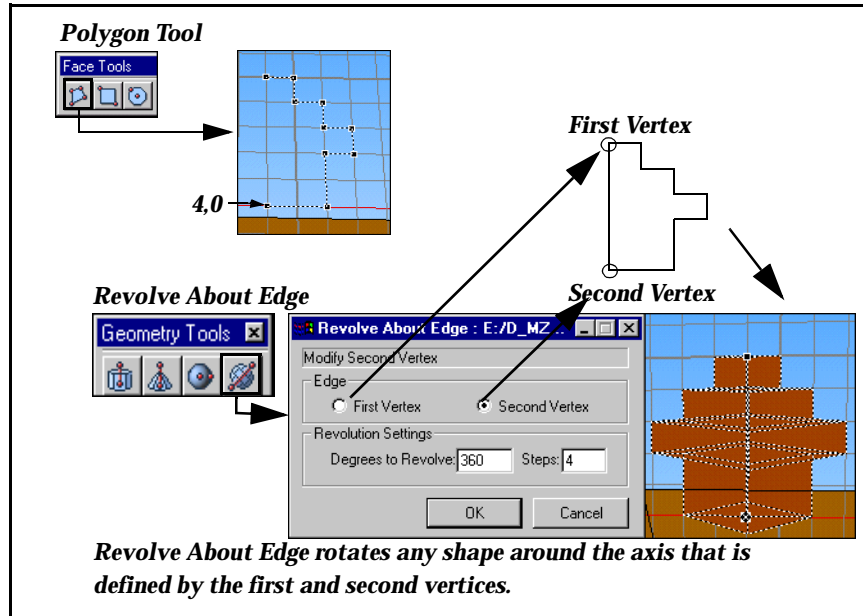 Polygon Tool
Face Tools
4,0
First Vertex
Second Vertex
Revolve About Edge
Geometry Tools
Revolve About Edge : E:/D_MZ...
Modify Second Vertex
Edge
First Vertex
Second Vertex
Revolution Settings
Degrees to Revolve: 360
Steps: 4
OK
Cancel
Revolve About Edge rotates any shape around the axis that is
defined by the first and second vertices.